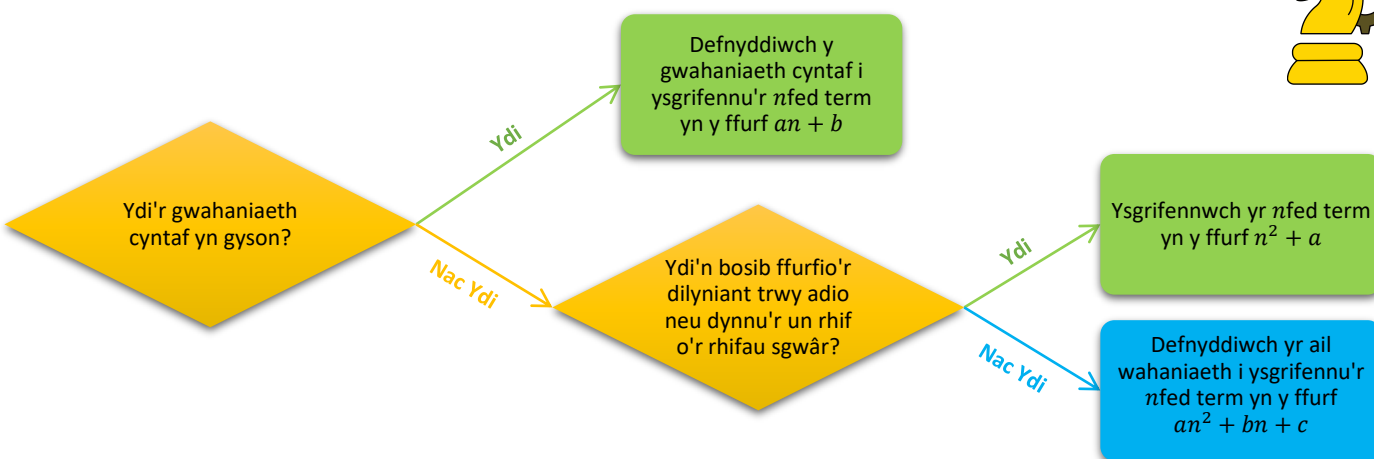 Defnyddiwch y
gwahaniaeth cyntaf i
ysgrifennu'r nfed term
yn y ffurf an + b
Ydi
Ydi'r gwahaniaeth
cyntaf yn gyson?
Nac Ydi
Ydi'n bosib ffurfio'r
dilyniant trwy adio
neu dynnu'r un rhif
o'r rhifau sgwâr?
Ydi
Ysgrifennwch yr nfed term
yn y ffurf n² + a
Nac Ydi
Defnyddiwch yr ail
wahaniaeth i ysgrifennu'r
nfed term yn y ffurf
an² + bn + c